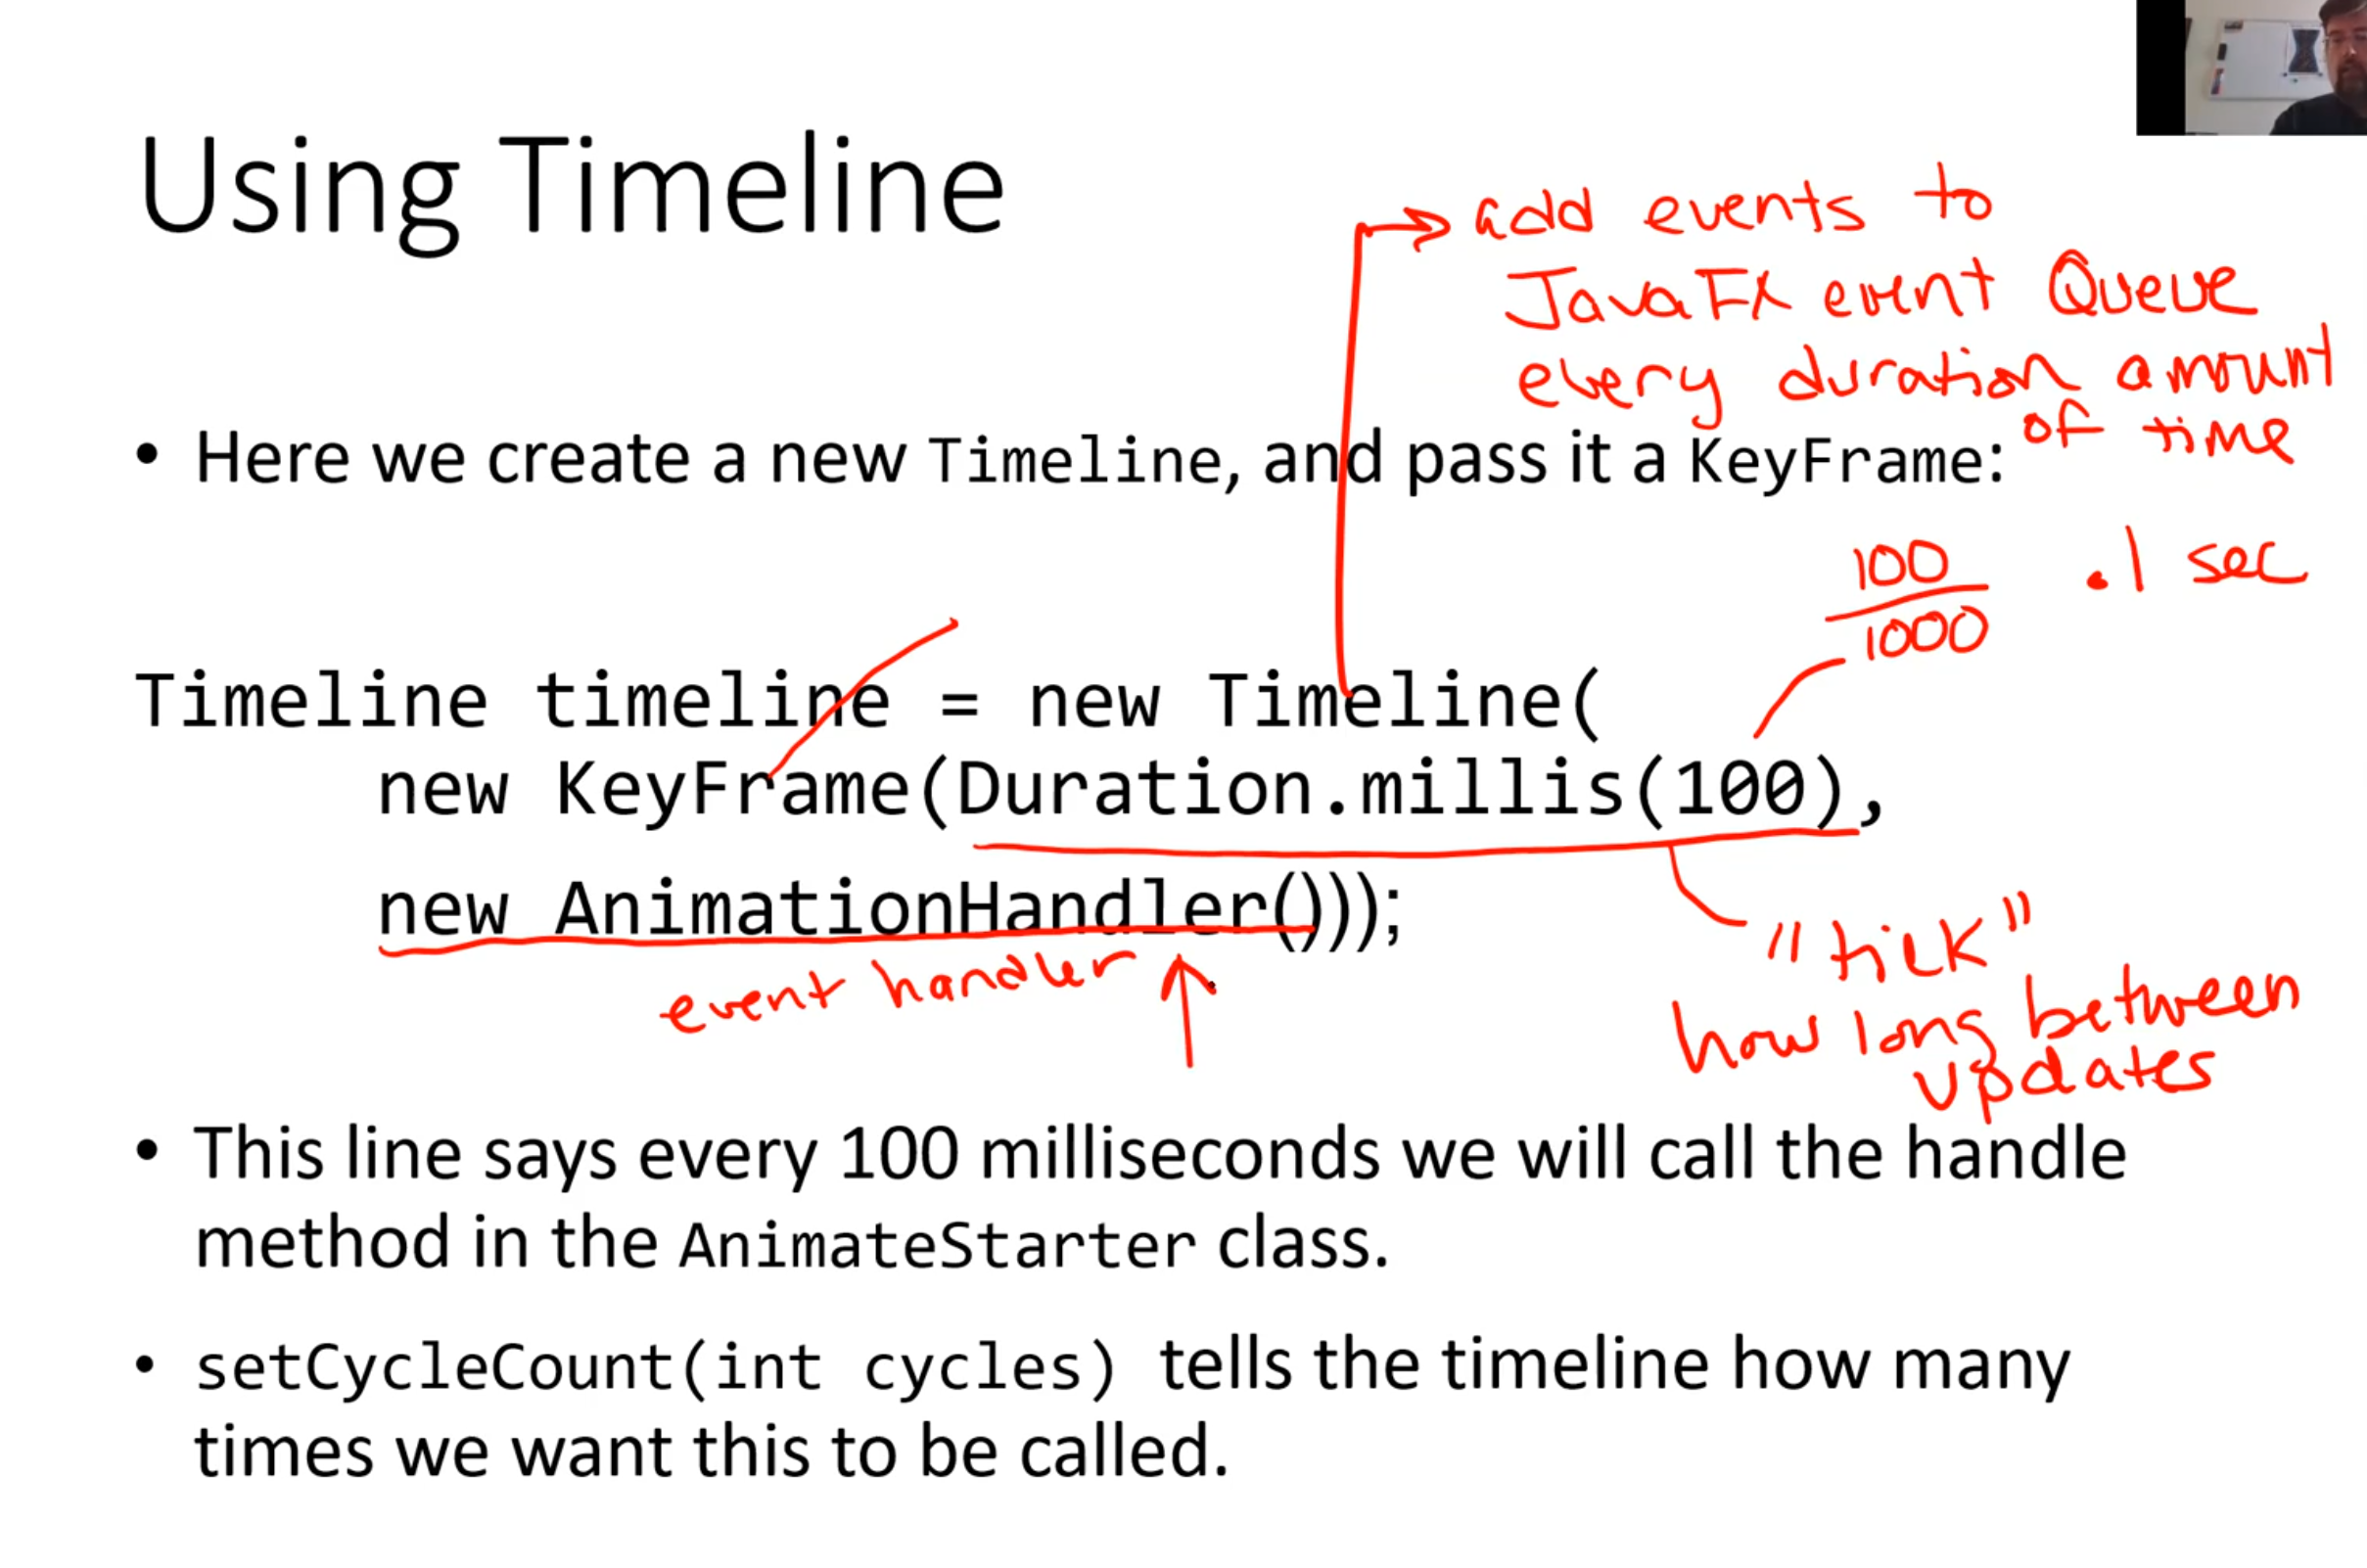 Using Timeline
add events to
JavaFX event Queue
every duration amount
of time
• Here we create a new Timeline, and pass it a KeyFrame:
100
1000
.1 sec
Timeline timeline = new Timeline(
new KeyFrame(Duration.millis(100),
new AnimationHandler()));
event handler
"tick"
how long between
updates
• This line says every 100 milliseconds we will call the handle
method in the AnimateStarter class.
• setCycleCount(int cycles) tells the timeline how many
times we want this to be called.